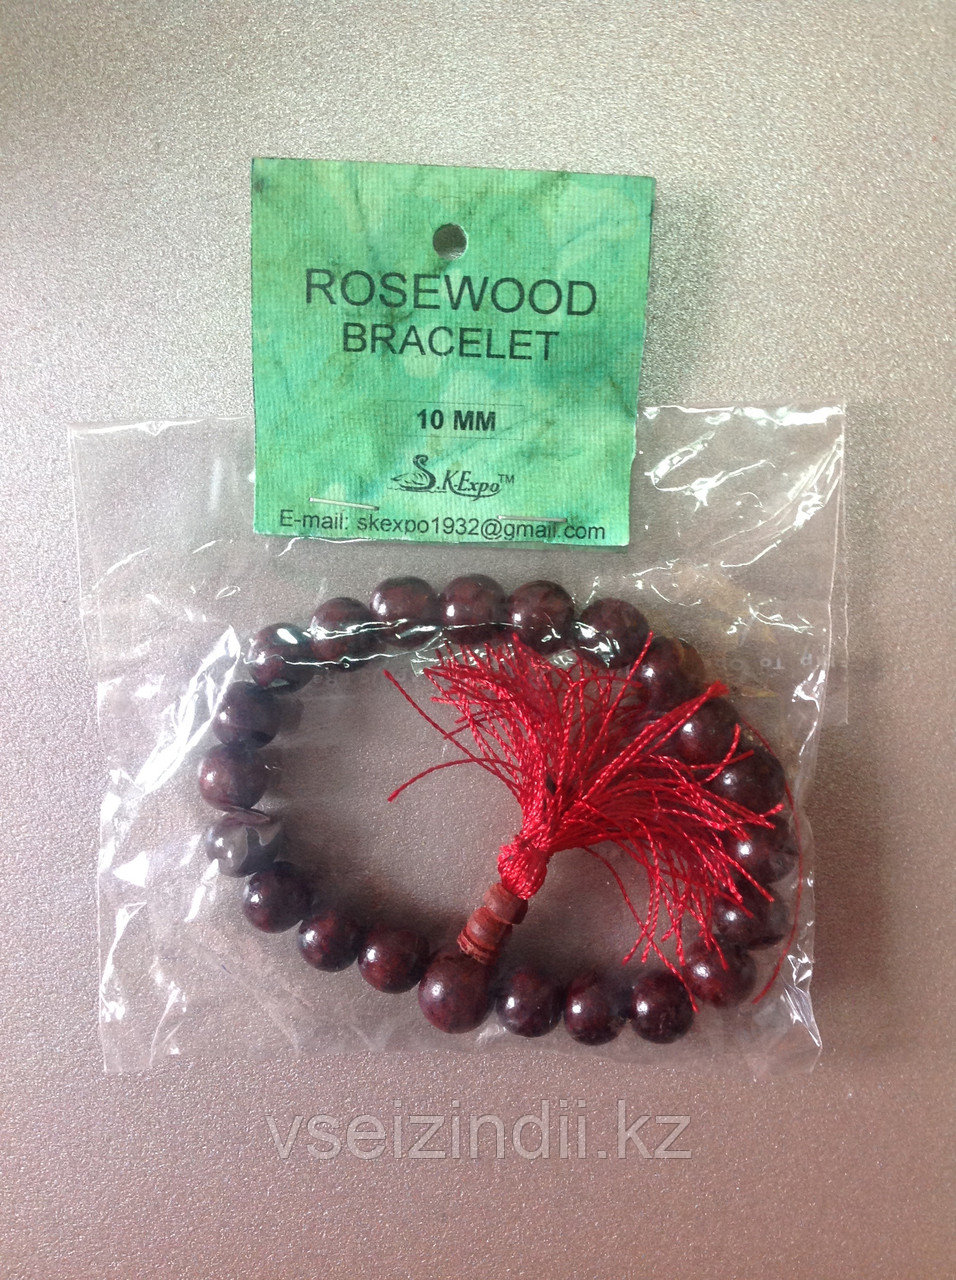 ROSEWOOD
BRACELET
10 MM
S.K-Expo™
E-mail: skexpo1932@gmail.com
vseizindii.kz